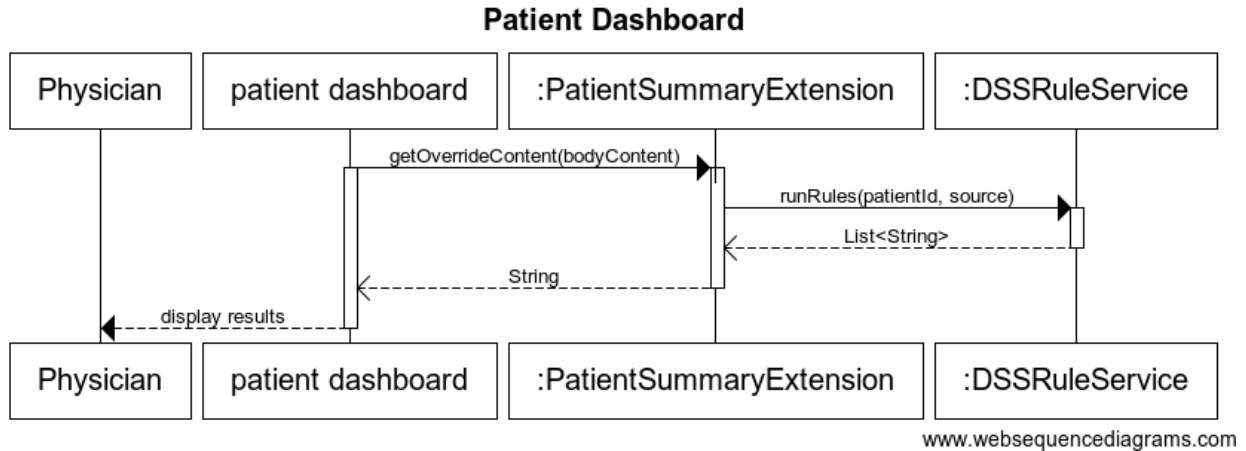 Patient Dashboard
Physician
patient dashboard
:PatientSummaryExtension
:DSSRuleService
getOverrideContent(bodyContent)
runRules(patientId, source)
List<String>
String
display results
Physician
patient dashboard
:PatientSummaryExtension
:DSSRuleService
www.websequencediagrams.com